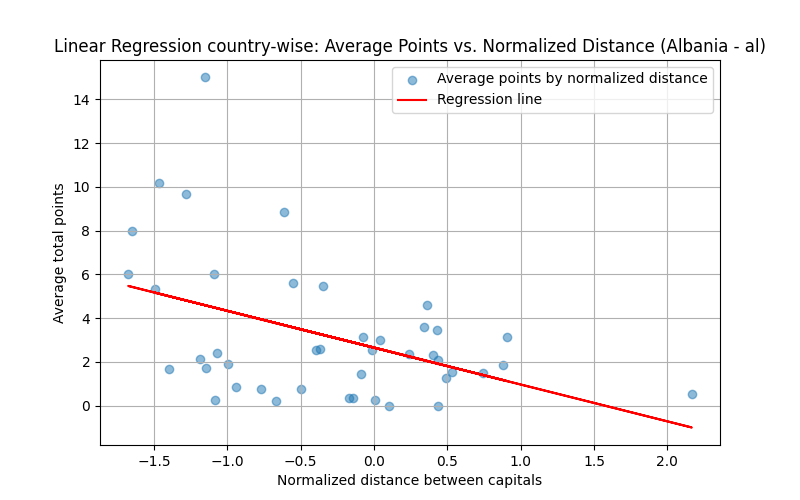 Linear Regression country-wise: Average Points vs. Normalized Distance (Albania - al)
Average points by normalized distance
Regression line
Average total points
14
12
10
8
6
4
2
0
−1.5 −1.0 −0.5 0.0 0.5 1.0 1.5 2.0
Normalized distance between capitals